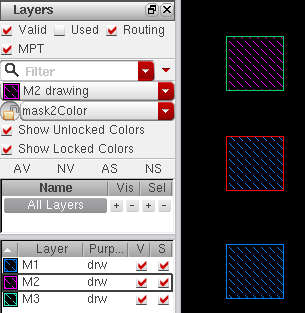 Layers
Valid Used Routing
MPT
Filter
M2 drawing
mask2Color
Show Unlocked Colors
Show Locked Colors
AV NV AS NS
Name Vis Sel
All Layers + - + -
Layer Purp... V S
M1 drw
M2 drw
M3 drw